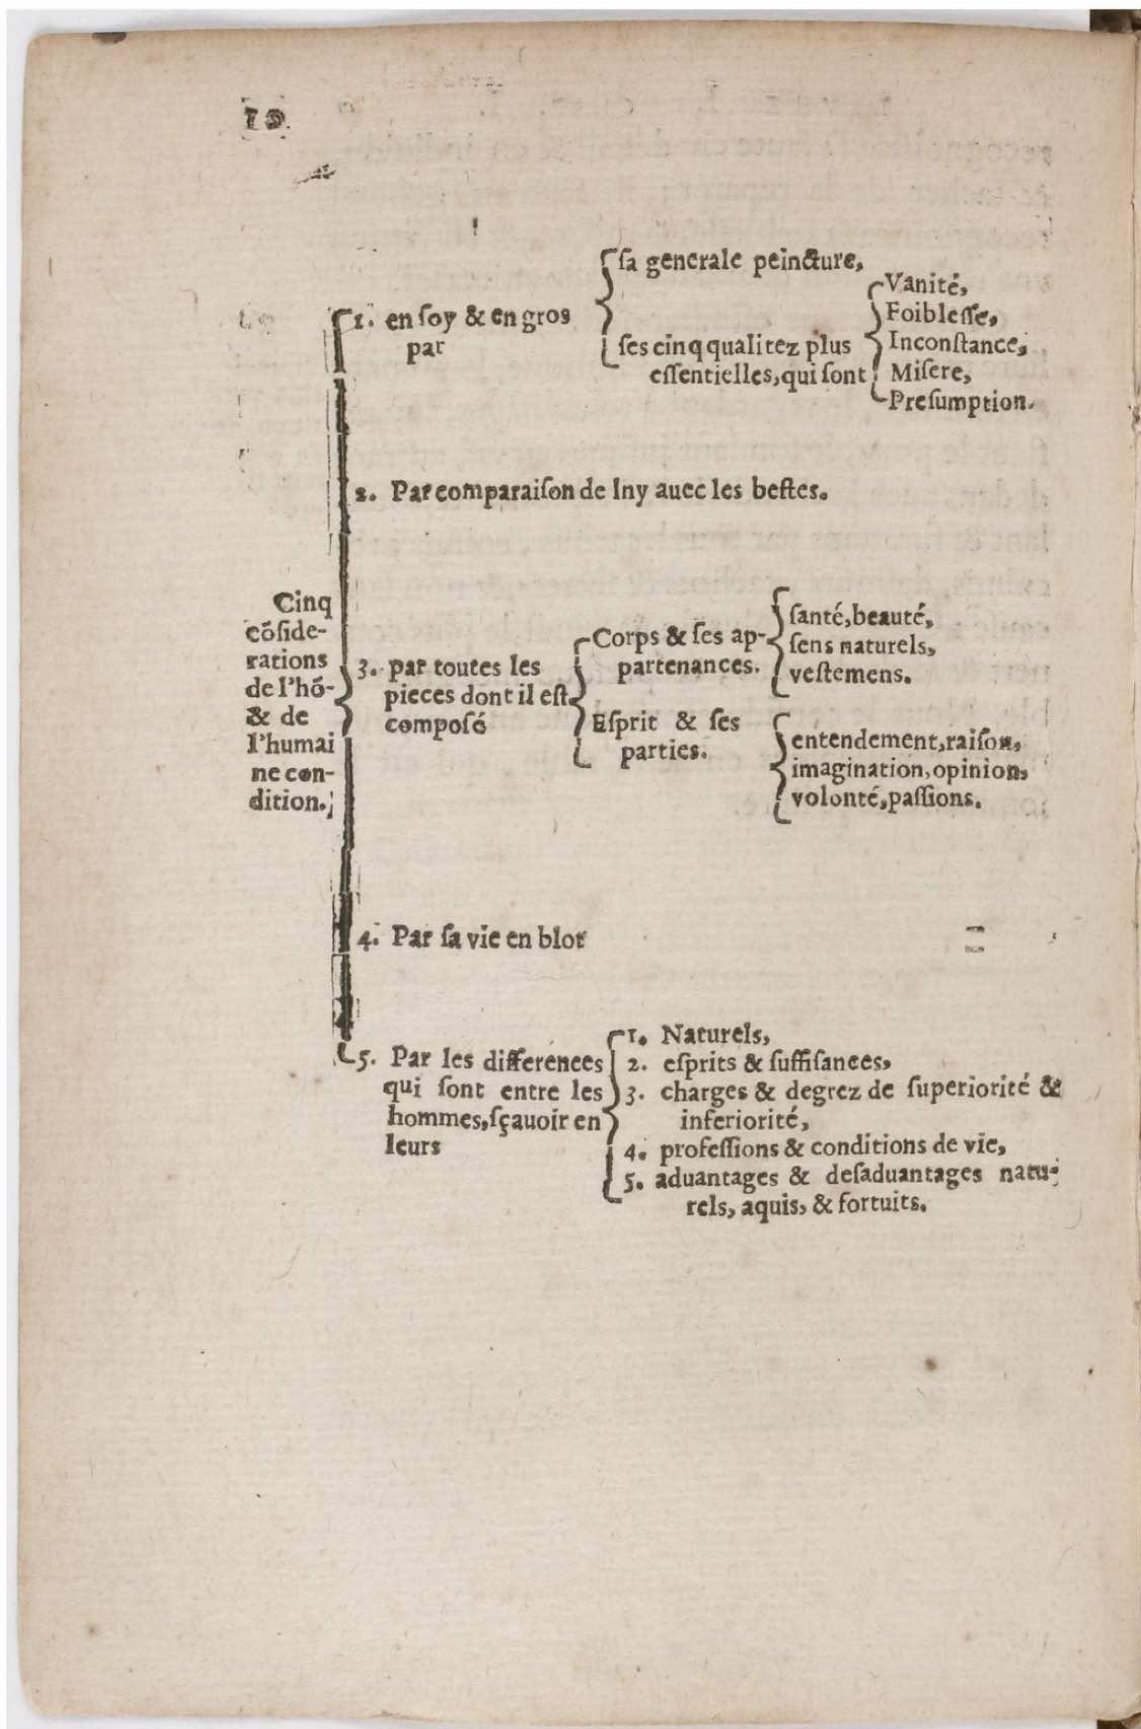 10.
ſa generale peincture,
Vanité,
1. en ſoy & en gros
Foibleſſe,
par
ſes cinq qualitez plus
Inconſtance,
eſſentielles, qui ſont
Miſere,
Preſumption.
2. Par comparaiſon de luy auec les beſtes.
Cinq
cõſide-
rations
de l'hõ-
& de
l'humai
ne con-
dition.
3. par toutes les
pieces dont il eſt
compoſé
Corps & ſes ap-
partenances.
ſanté, beauté,
ſens naturels,
veſtemens.
Eſprit & ſes
parties.
entendement, raiſon,
imagination, opinion,
volonté, paſſions.
4. Par ſa vie en blot
5. Par les differences
qui ſont entre les
hommes, ſçauoir en
leurs
1. Naturels,
2. eſprits & ſuffiſances,
3. charges & degrez de ſuperiorité &
inferiorité,
4. profeſſions & conditions de vie,
5. aduantages & deſaduantages natu-
rels, aquis, & fortuits.